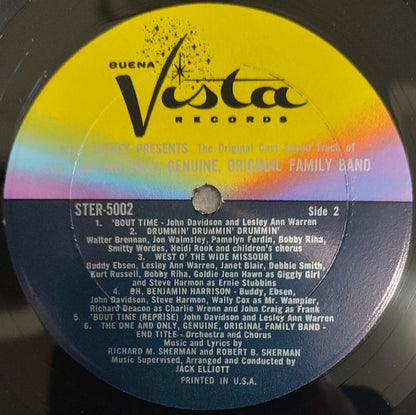 BUENA
Vista
RECORDS
WALT DISNEY PRESENTS The Original Cast Sound Track of
GENUINE, ORIGINAL FAMILY BAND
STER-5002
Side 2
1. 'BOUT TIME - John Davidson and Lesley Ann Warren
2. DRUMMIN' DRUMMIN' DRUMMIN'
Walter Brennan, Jon Walmsley, Pamelyn Ferdin, Bobby Riha,
Smitty Wordes, Heidi Rook and children's chorus
3. WEST O' THE WIDE MISSOURI
Buddy Ebsen, Lesley Ann Warren, Janet Blair, Debbie Smith,
Kurt Russell, Bobby Riha, Goldie Jean Hawn as Giggly Girl
and Steve Harmon as Ernie Stubbins
4. OH, BENJAMIN HARRISON - Buddy, Ebsen,
John Davidson, Steve Harmon, Wally Cox as Mr. Wampler,
Richard Deacon as Charlie Wrenn and John Craig as Frank
5 'BOUT TIME (REPRISE) John Davidson and Lesley Ann Warren
6. THE ONE AND ONLY, GENUINE, ORIGINAL FAMILY BAND -
END TITLE - Orchestra and Chorus
Music and Lyrics by
RICHARD M. SHERMAN and ROBERT B. SHERMAN
Music Supervised, Arranged and Conducted by
JACK ELLIOTT
PRINTED IN U.S.A.